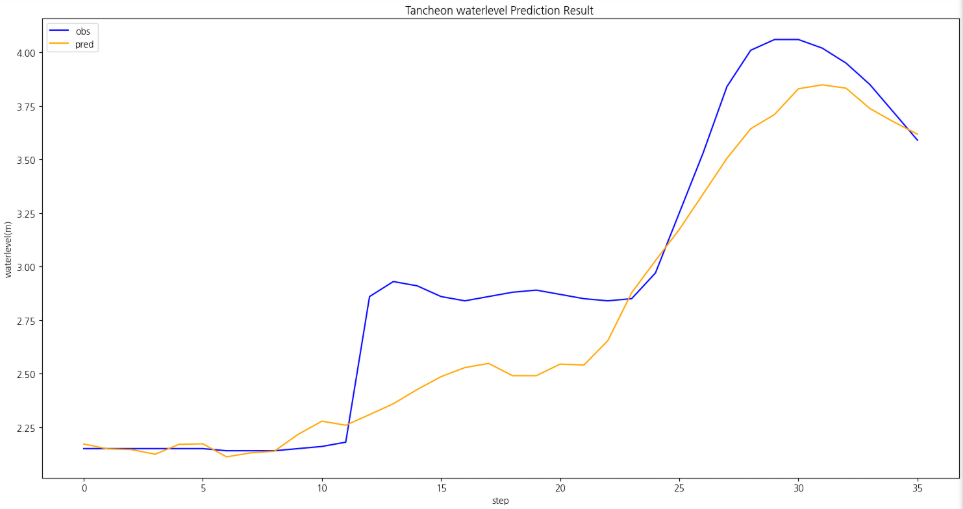 Tancheon waterlevel Prediction Result
obs
pred
4.00
3.75
3.50
3.25
3.00
2.75
2.50
2.25
waterlevel(m)
0 5 10 15 20 25 30 35
step